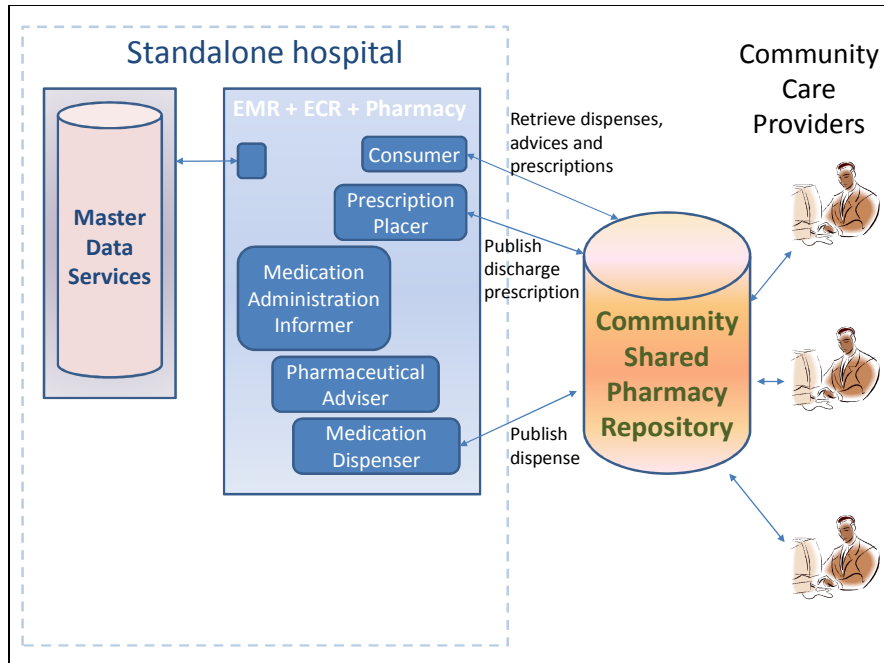 Standalone hospital
Community
Care
Providers
EMR + ECR + Pharmacy
Retrieve dispenses,
advices and
prescriptions
Consumer
Prescription
Placer
Master
Data
Services
Publish
discharge
prescription
Medication
Administration
Informer
Community
Shared
Pharmacy
Repository
Pharmaceutical
Adviser
Medication
Dispenser
Publish
dispense